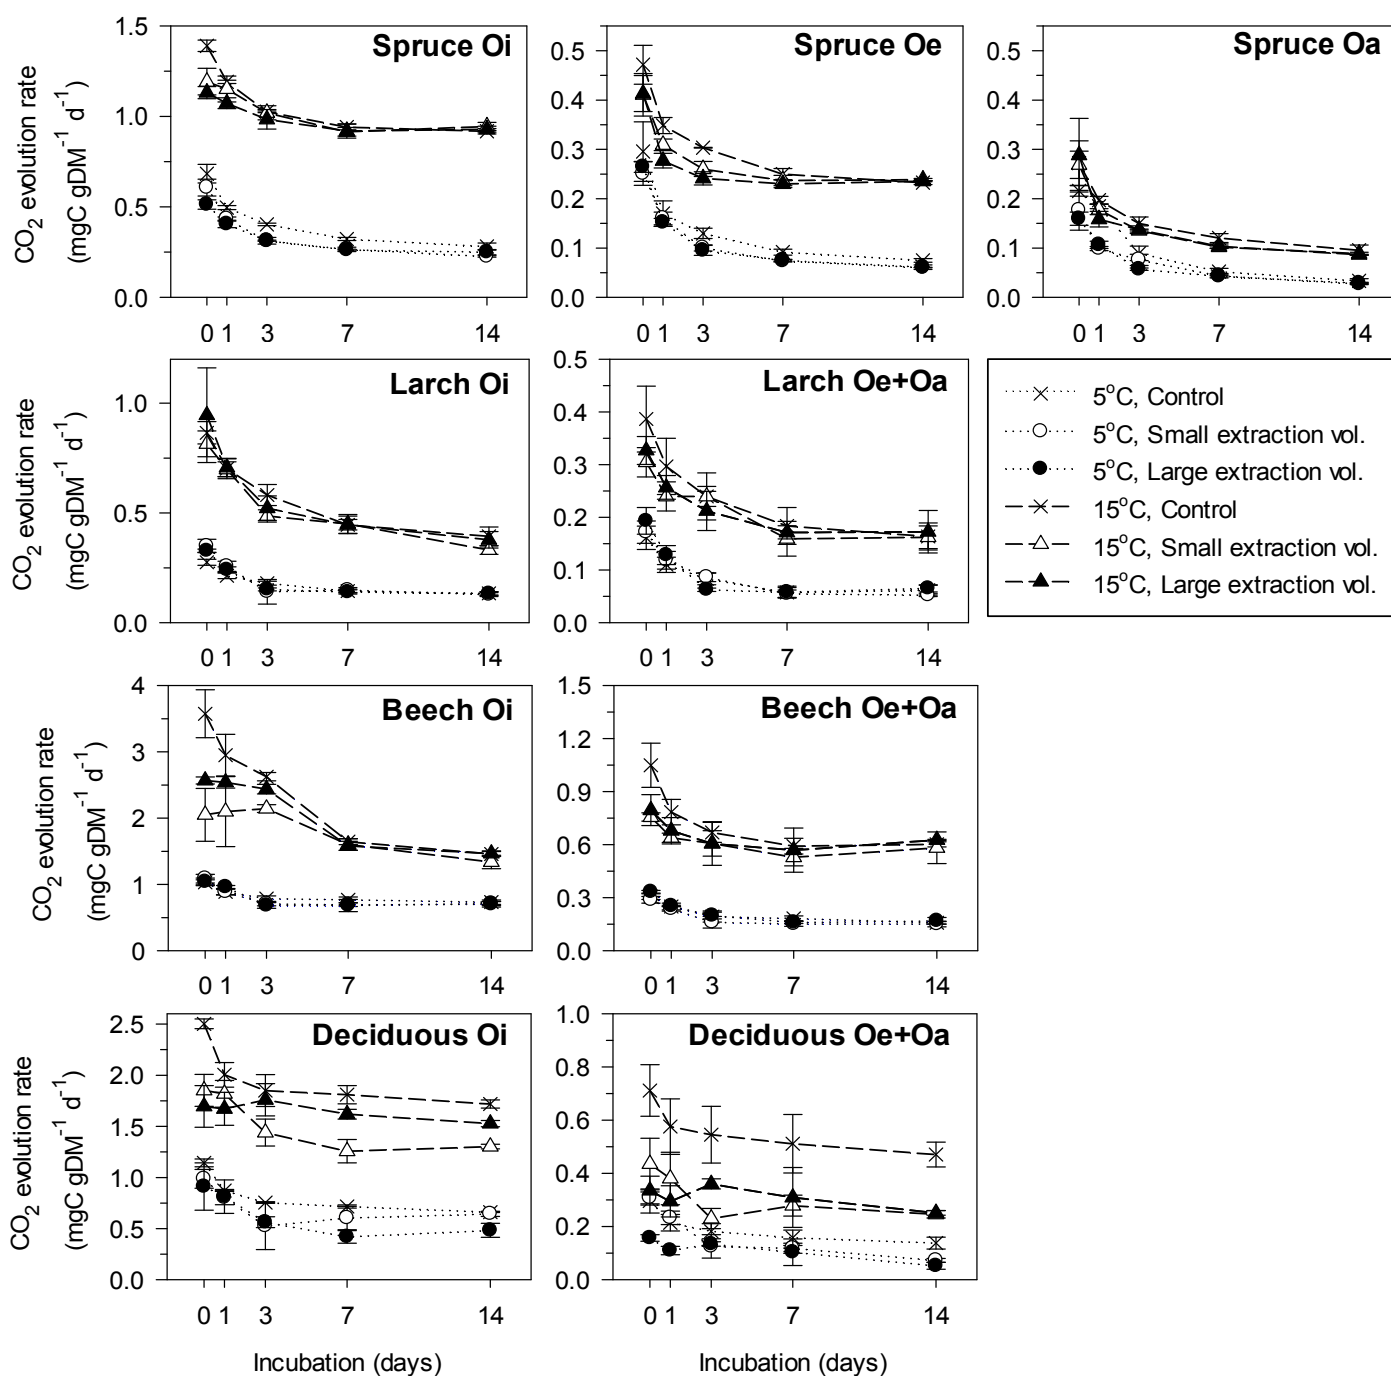 Spruce Oi
CO2 evolution rate
(mgC gDM-1 d-1)
1.5
1.0
0.5
0.0
0 1 3 7 14
Spruce Oe
0.5
0.4
0.3
0.2
0.1
0.0
0 1 3 7 14
Spruce Oa
0.5
0.4
0.3
0.2
0.1
0.0
0 1 3 7 14
Larch Oi
CO2 evolution rate
(mgC gDM-1 d-1)
1.0
0.5
0.0
0 1 3 7 14
Larch Oe+Oa
0.5
0.4
0.3
0.2
0.1
0.0
0 1 3 7 14
5°C, Control
5°C, Small extraction vol.
5°C, Large extraction vol.
15°C, Control
15°C, Small extraction vol.
15°C, Large extraction vol.
Beech Oi
CO2 evolution rate
(mgC gDM-1 d-1)
4
3
2
1
0
0 1 3 7 14
Beech Oe+Oa
1.5
1.2
0.9
0.6
0.3
0.0
0 1 3 7 14
Deciduous Oi
CO2 evolution rate
(mgC gDM-1 d-1)
2.5
2.0
1.5
1.0
0.5
0.0
0 1 3 7 14
Incubation (days)
Deciduous Oe+Oa
1.0
0.8
0.6
0.4
0.2
0.0
0 1 3 7 14
Incubation (days)